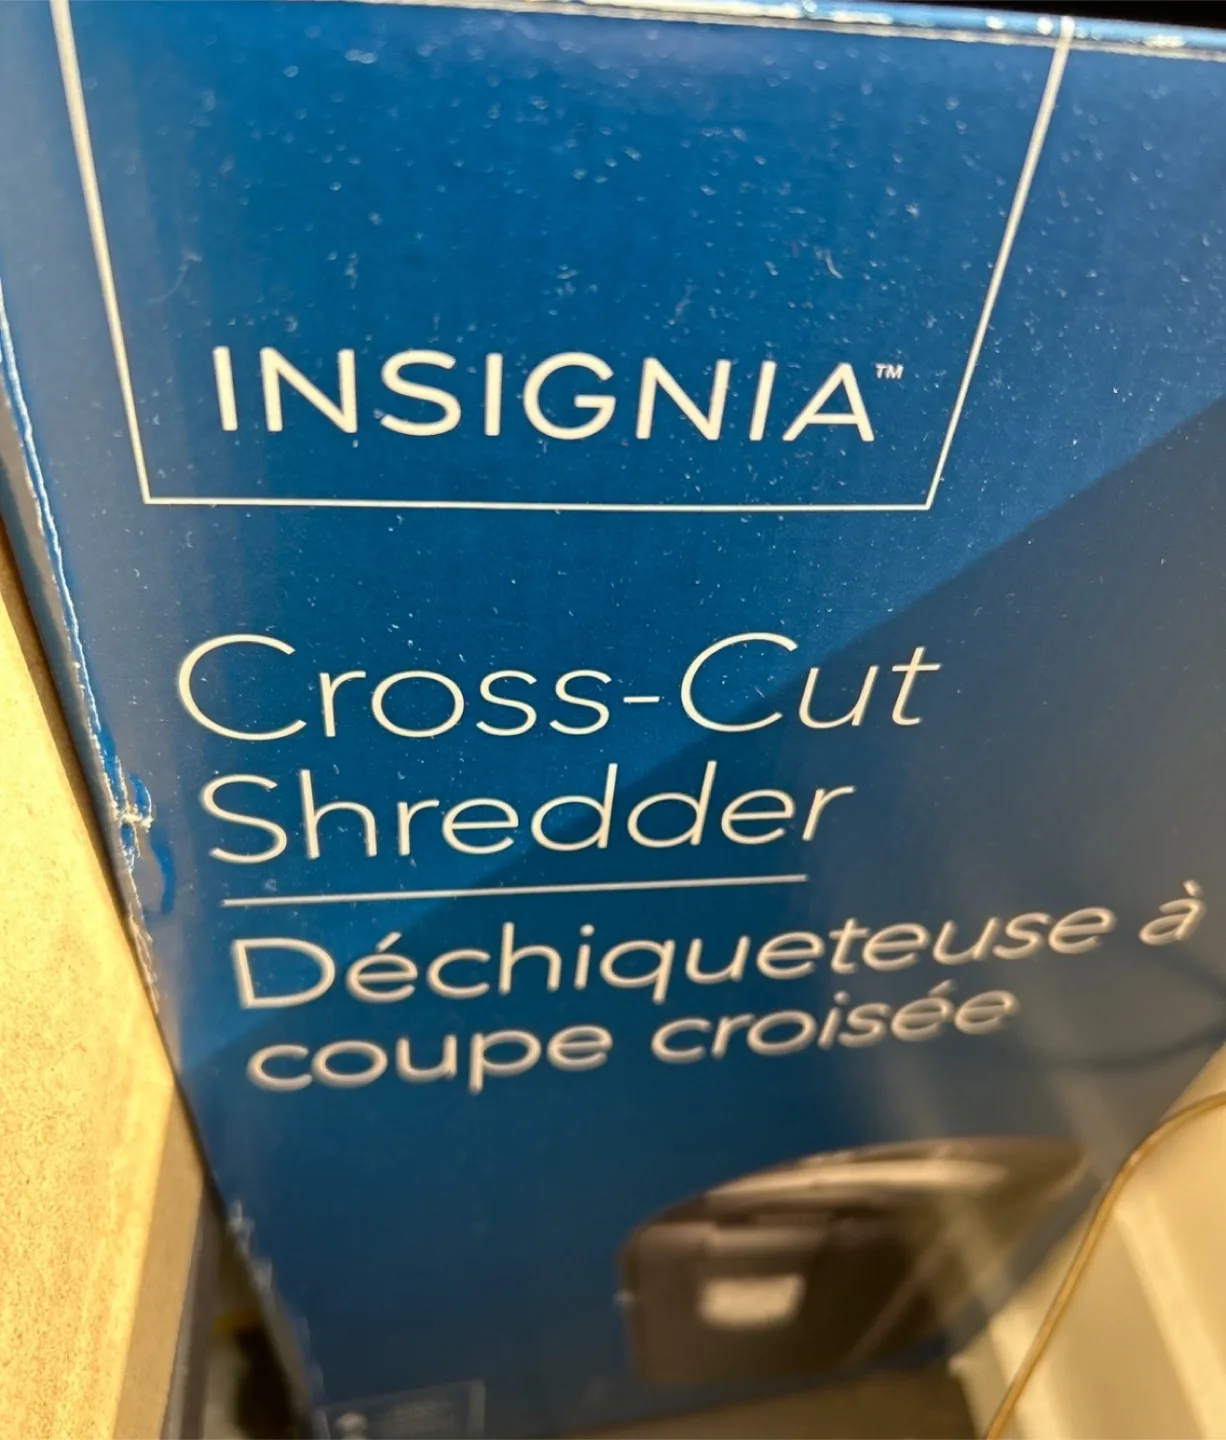 INSIGNIA™
Cross-Cut
Shredder
Déchiqueteuse à
coupe croisée